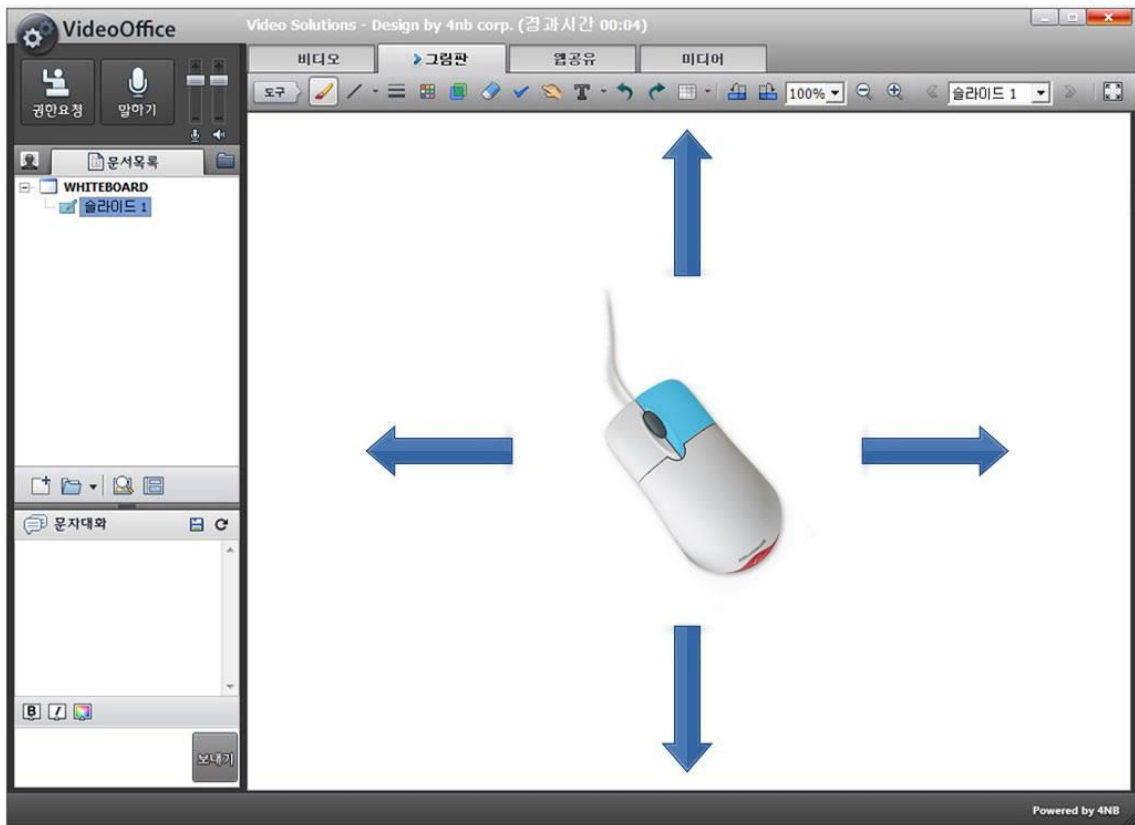 VideoOffice
Video Solutions - Design by 4nb corp. (경과시간 00:04)
비디오
그림판
앱공유
미디어
권한요청
말하기
도구
T
100%
슬라이드 1
문서목록
WHITEBOARD
슬라이드 1
문자대화
B
I
보내기
Powered by 4NB